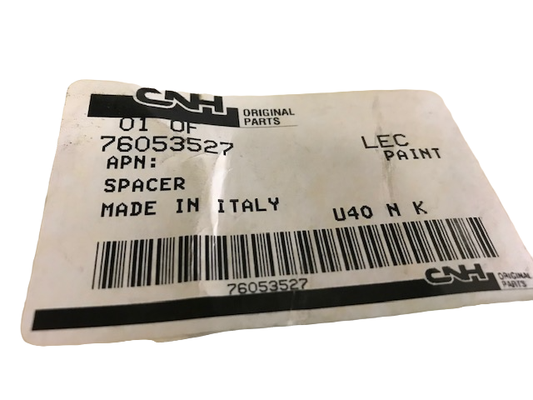 CNH ORIGINAL PARTS
01 OF
76053527
LEC
APN:
PAINT
SPACER
MADE IN ITALY
U40 N K
76053527
CNH ORIGINAL PARTS